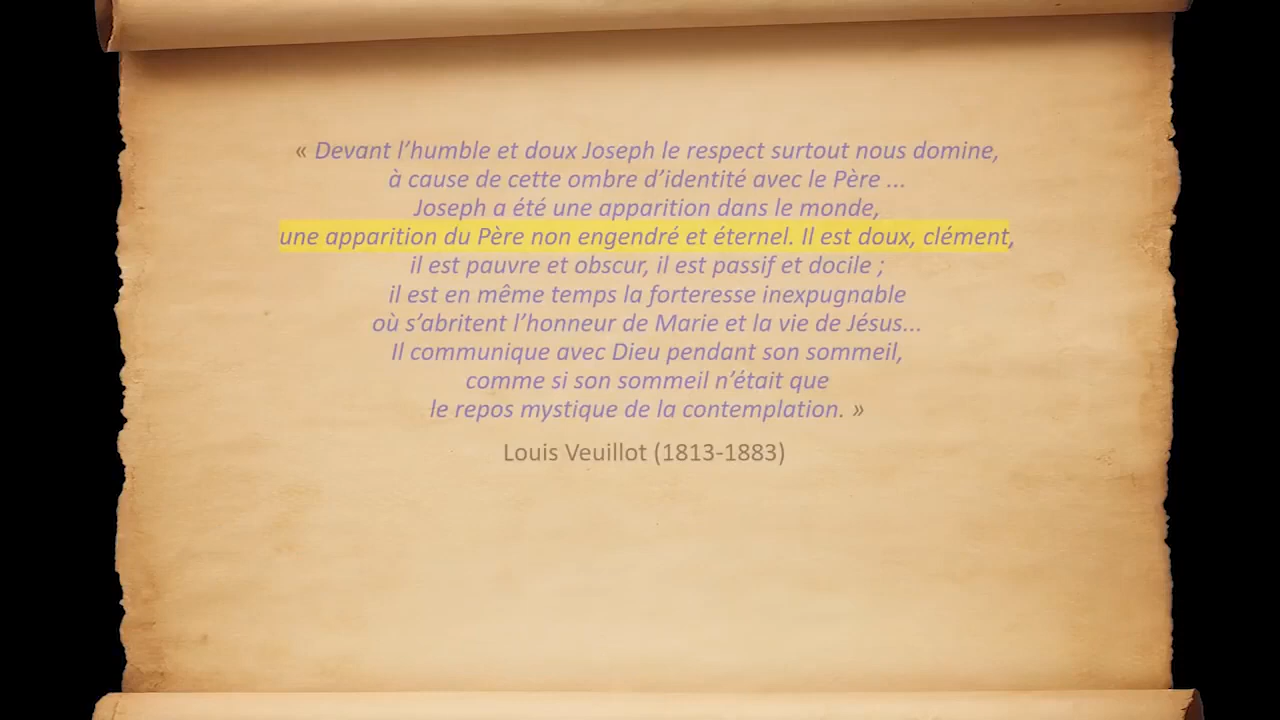 « Devant l’humble et doux Joseph le respect surtout nous domine,
à cause de cette ombre d’identité avec le Père ...
Joseph a été une apparition dans le monde,
une apparition du Père non engendré et éternel. Il est doux, clément,
il est pauvre et obscur, il est passif et docile ;
il est en même temps la forteresse inexpugnable
où s’abritent l’honneur de Marie et la vie de Jésus...
Il communique avec Dieu pendant son sommeil,
comme si son sommeil n’était que
le repos mystique de la contemplation. »
Louis Veuillot (1813-1883)